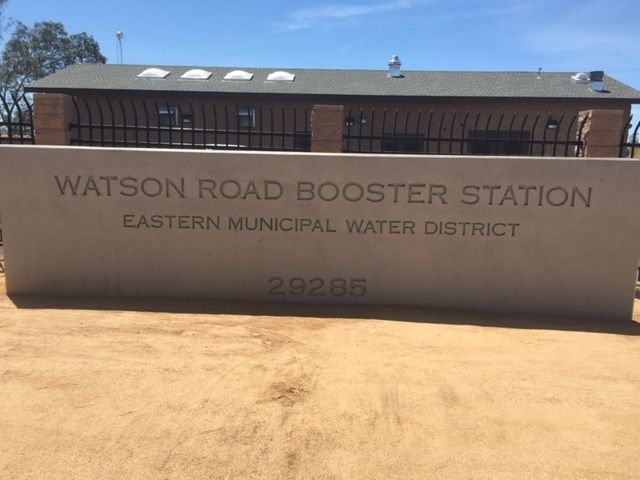 WATSON ROAD BOOSTER STATION
EASTERN MUNICIPAL WATER DISTRICT
29285